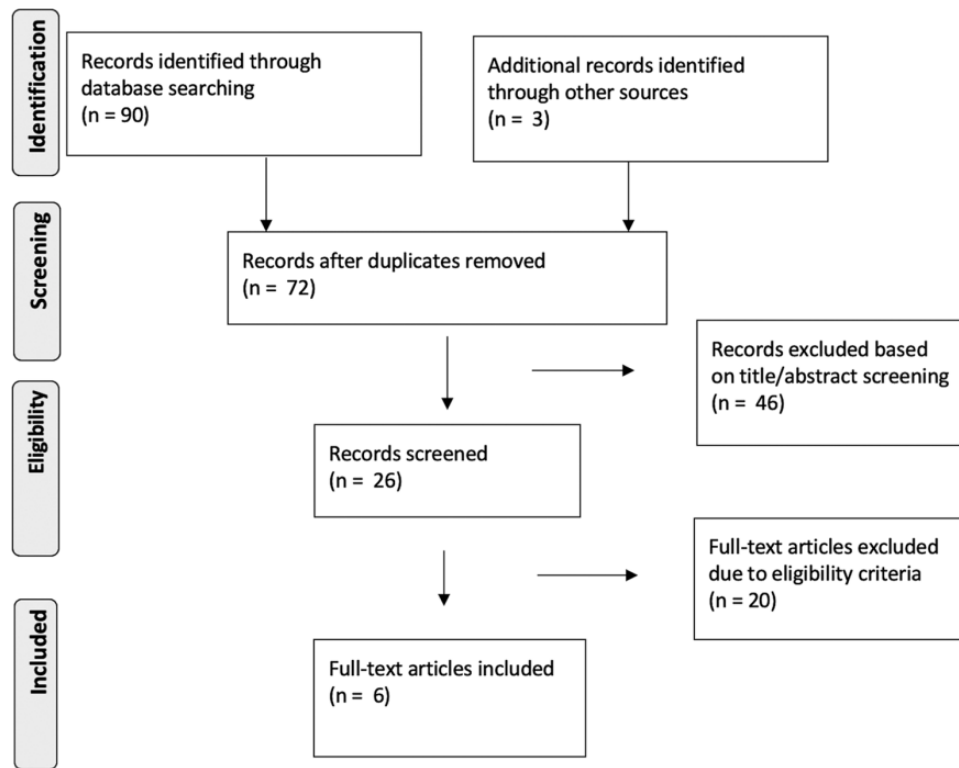 Identification
Records identified through
database searching
(n = 90)
Additional records identified
through other sources
(n = 3)
Screening
Records after duplicates removed
(n = 72)
Records excluded based
on title/abstract screening
(n = 46)
Eligibility
Records screened
(n = 26)
Full-text articles excluded
due to eligibility criteria
(n = 20)
Included
Full-text articles included
(n = 6)